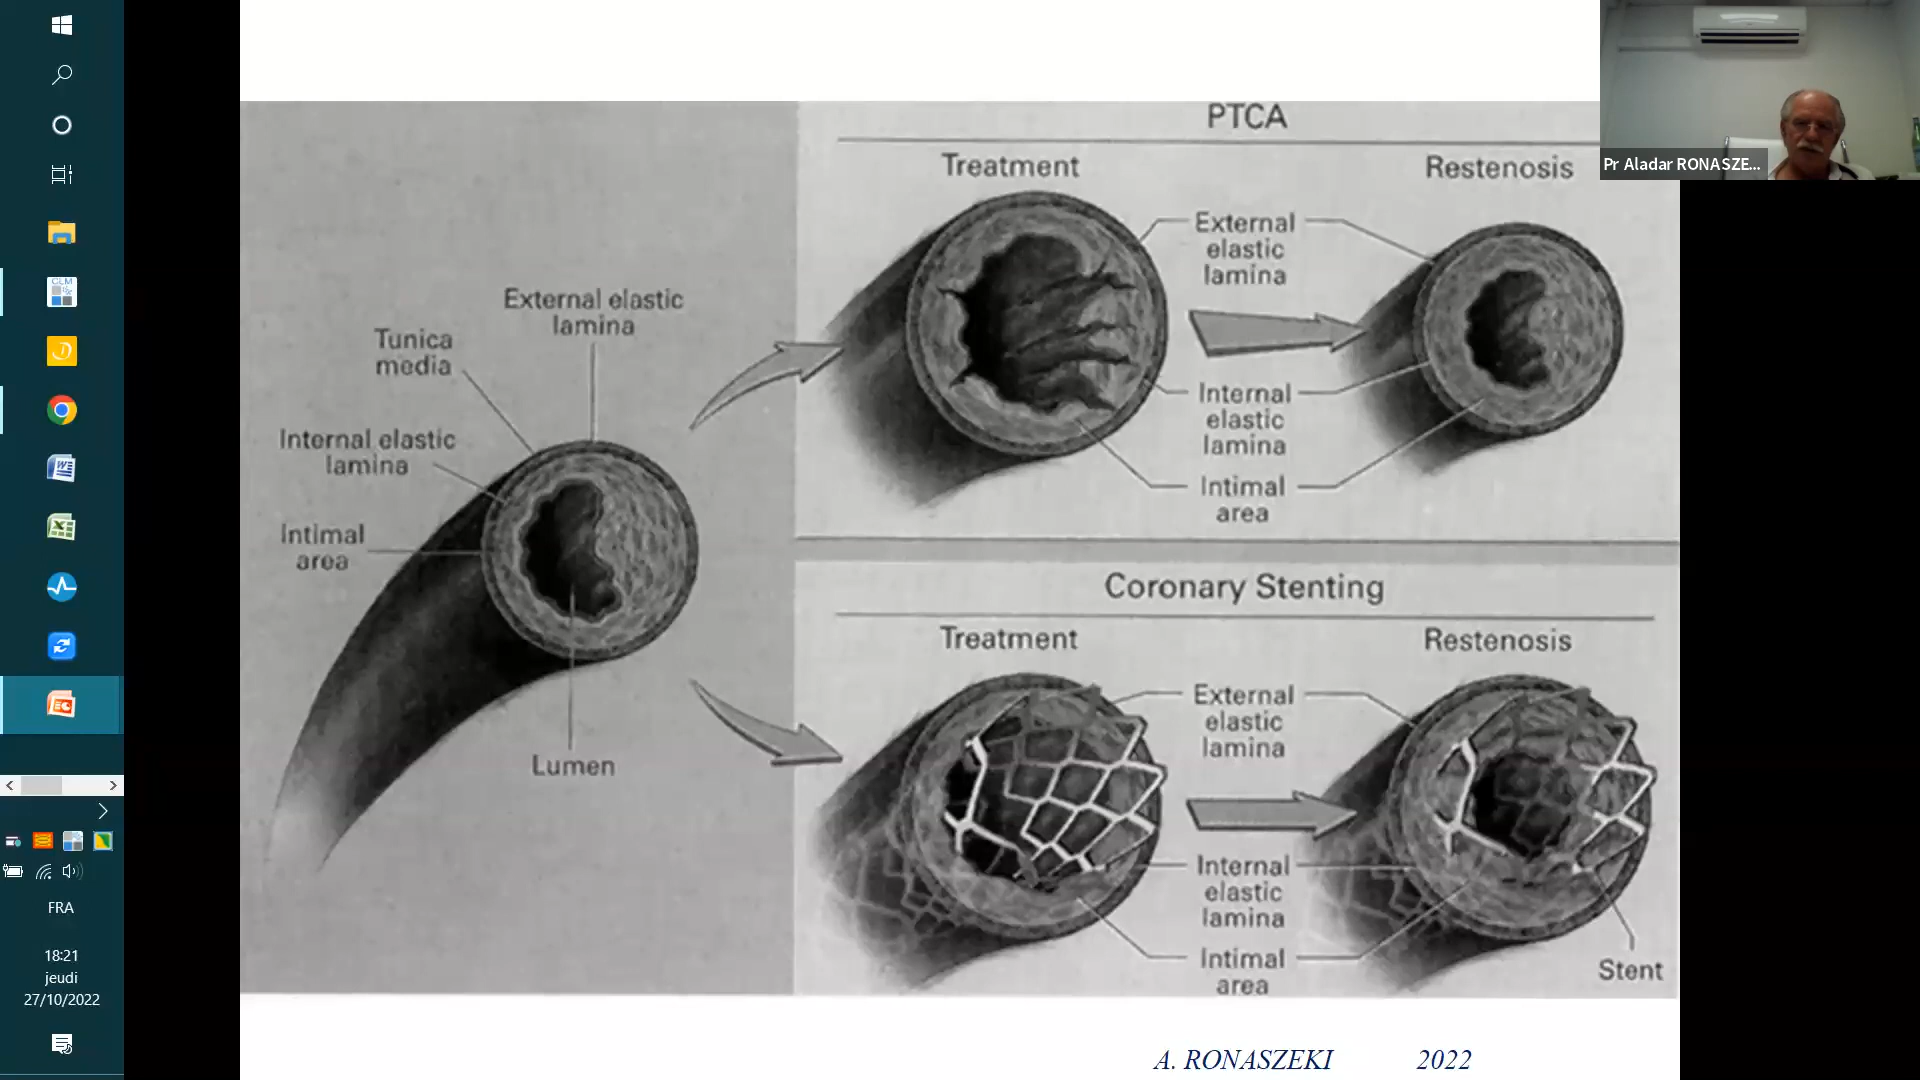 PTCA
Treatment
Restenosis
External
elastic
lamina
Internal
elastic
lamina
Intimal
area
External elastic
lamina
Tunica
media
Internal elastic
lamina
Intimal
area
Lumen
Coronary Stenting
Treatment
Restenosis
External
elastic
lamina
Internal
elastic
lamina
Intimal
area
Stent
A. RONASZEKI
2022
Pr Aladar RONASZE...
CLM
FRA
18:21
jeudi
27/10/2022